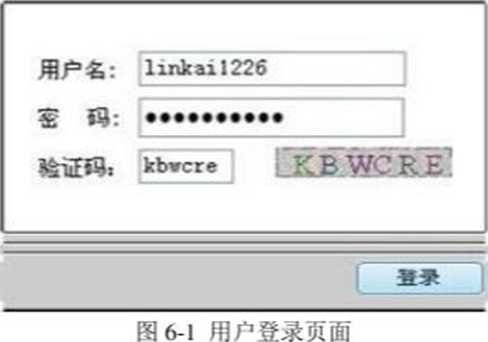 用户名： linkai1226
密 码： ●●●●●●●●●●
验证码： kbwcre KBWCRE
登录
图 6-1 用户登录页面